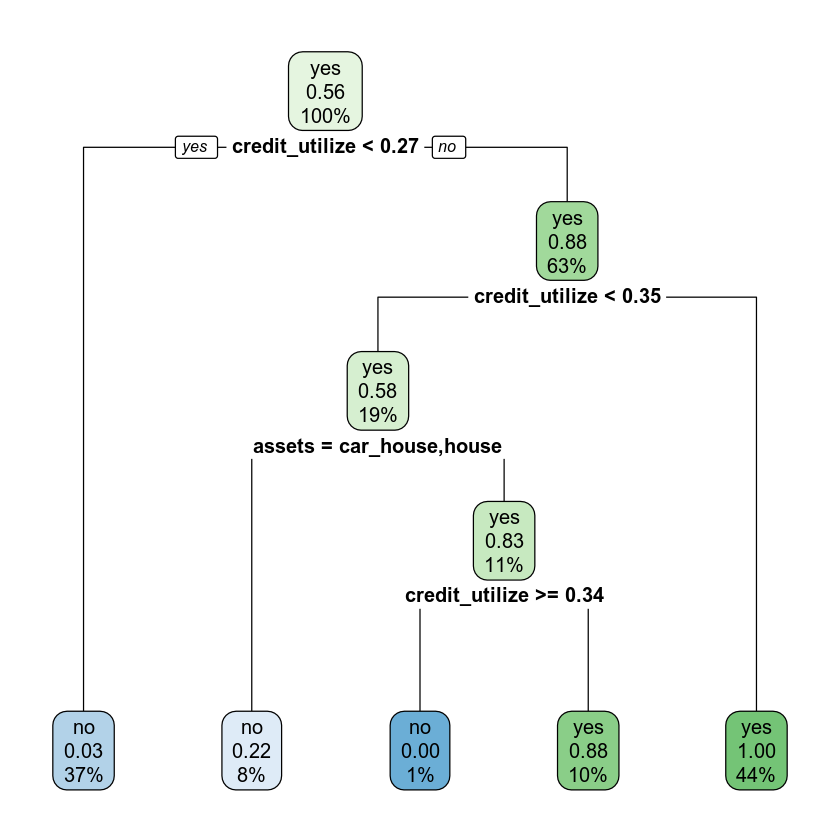 yes
0.56
100%
yes credit_utilize < 0.27 no
yes
0.88
63%
credit_utilize < 0.35
yes
0.58
19%
assets = car_house,house
yes
0.83
11%
credit_utilize >= 0.34
no
0.03
37%
no
0.22
8%
no
0.00
1%
yes
0.88
10%
yes
1.00
44%